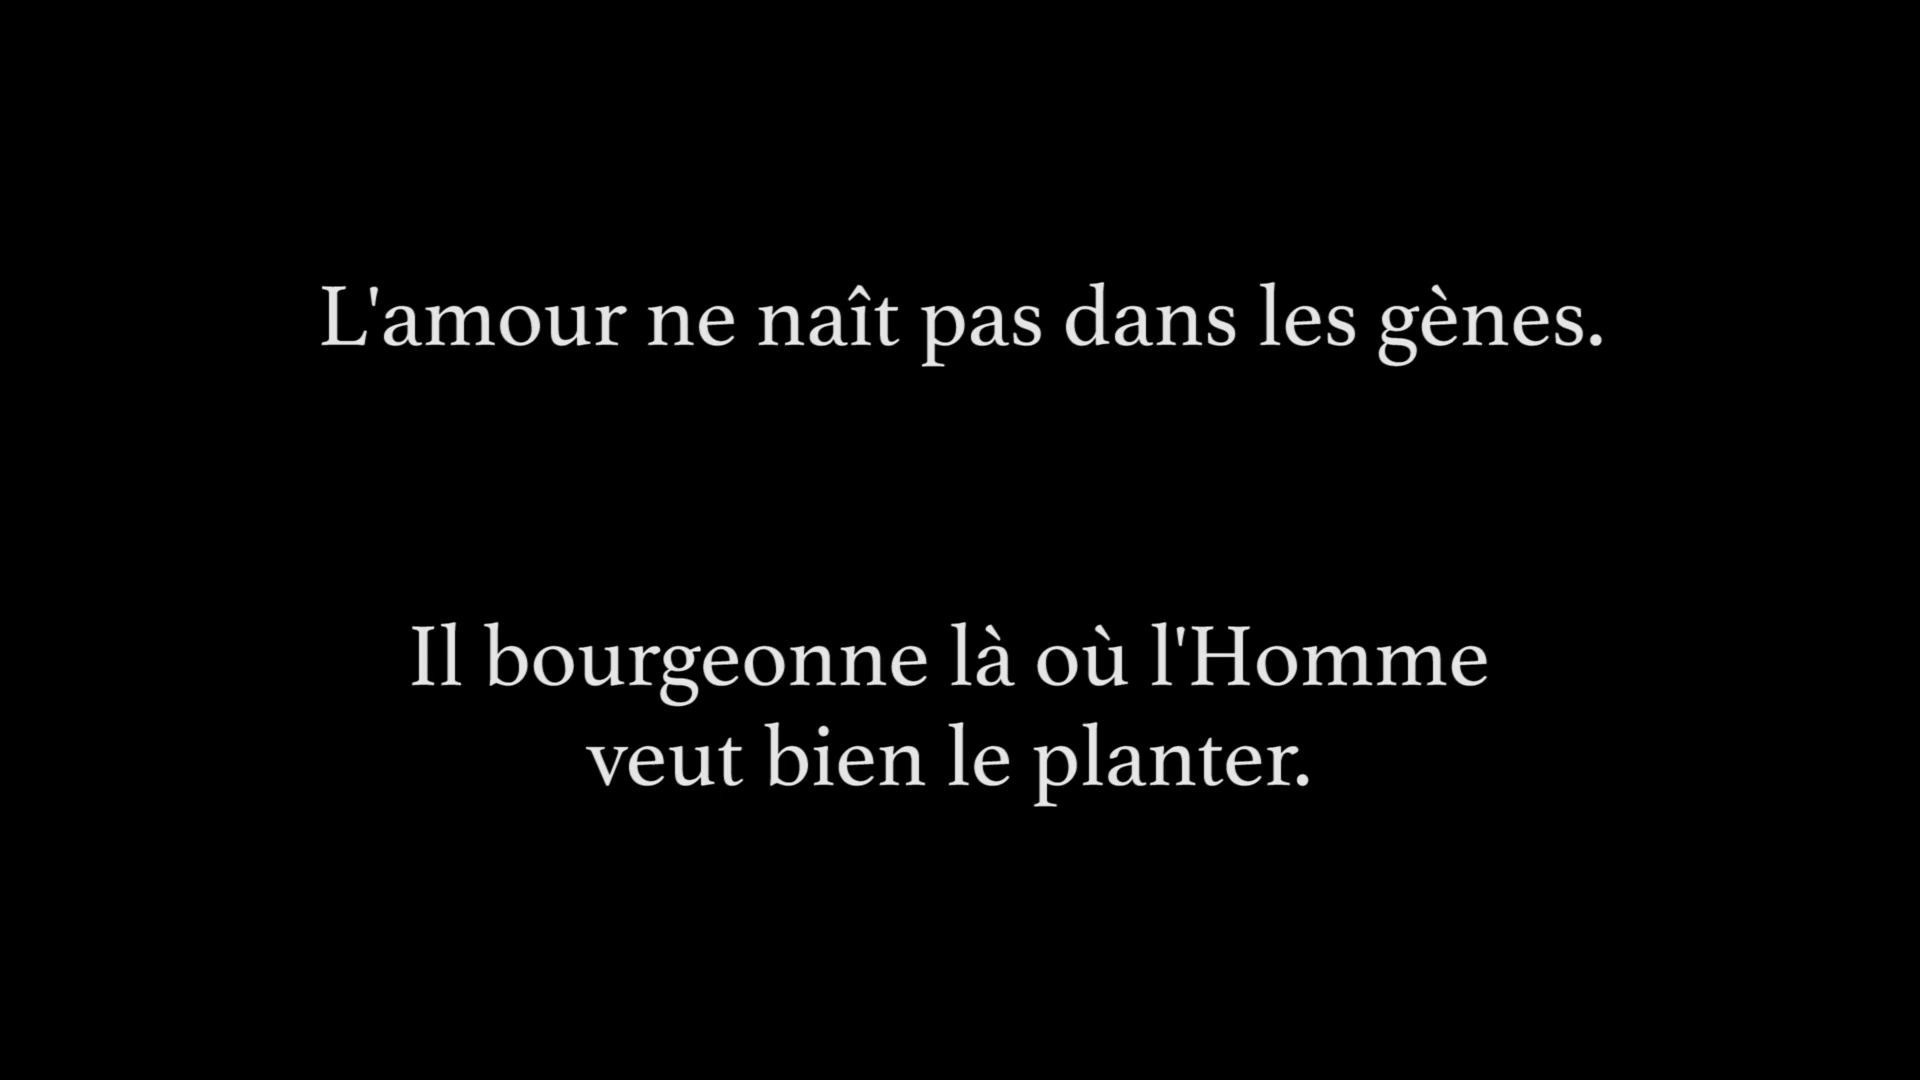 L'amour ne naît pas dans les gènes.
Il bourgeonne là où l'Homme
veut bien le planter.